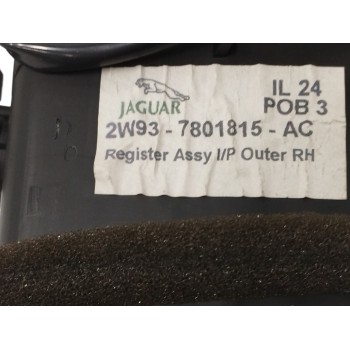 IL 24
JAGUAR POB 3
2W93 - 7801815 - AC
Register Assy I/P Outer RH